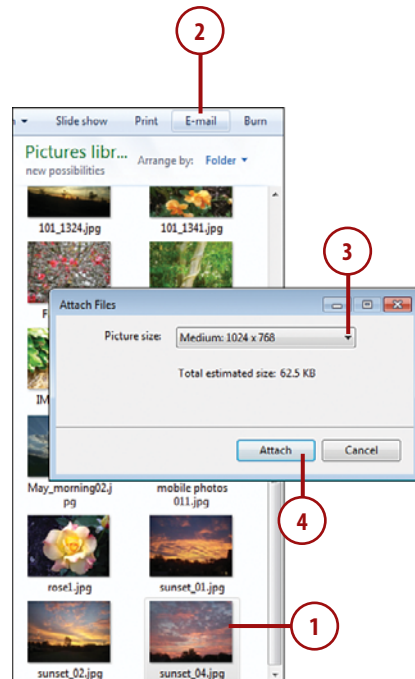 2
Slide show Print E-mail Burn
Pictures libr...
Arrange by: Folder
new possibilities
101_1324.jpg 101_1341.jpg
3
F
Attach Files
Picture size: Medium: 1024 x 768
Total estimated size: 62.5 KB
IM
Attach Cancel
May_morning02.j
pg
mobile photos
011.jpg
4
rose1.jpg sunset_01.jpg
1
sunset_02.jpg sunset_04.jpg